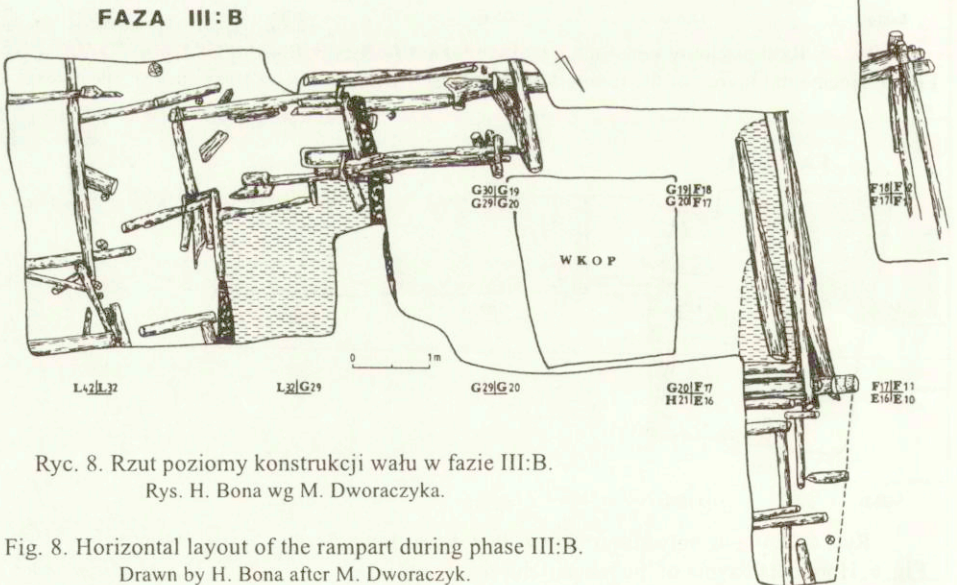 FAZA III:B
G30|G19 G19|F18 F18|F12
G29|G20 G20|F17 F17|F11
WKOP
0 1m
L42|L32 L32|G29 G29|G20 G20|F17 F17|F11
H21|E16 E16|E10
Ryc. 8. Rzut poziomy konstrukcji wału w fazie III:B.
Rys. H. Bona wg M. Dworaczyka.
Fig. 8. Horizontal layout of the rampart during phase III:B.
Drawn by H. Bona after M. Dworaczyk.